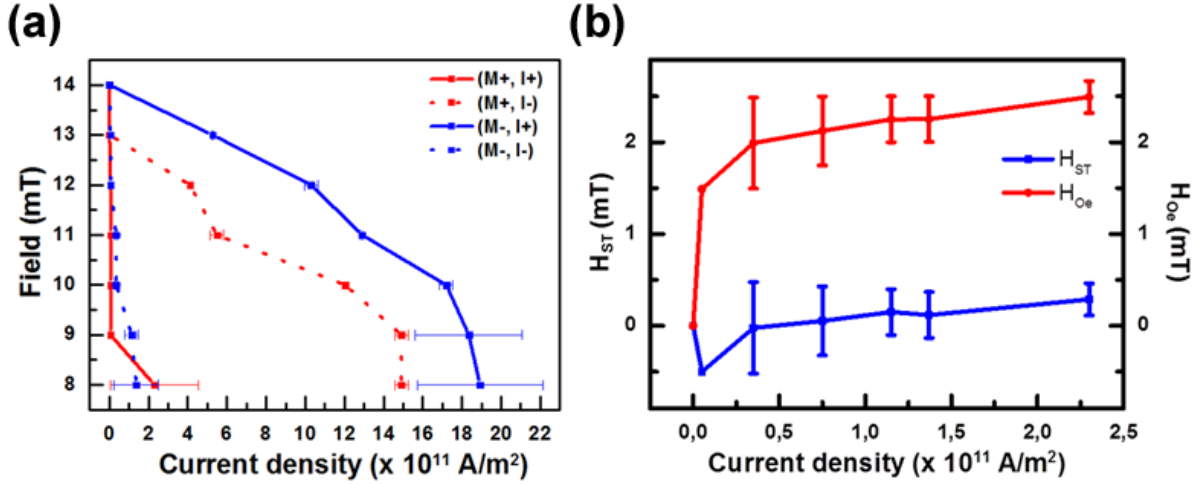 (a)
(b)
Field (mT)
14
13
12
11
10
9
8
(M+, I+)
(M+, I-)
(M-, I+)
(M-, I-)
0 2 4 6 8 10 12 14 16 18 20 22
Current density (x 10¹¹ A/m²)
H_ST (mT)
2
1
0
H_ST
H_Oe
2
1
0
H_Oe (mT)
0,0 0,5 1,0 1,5 2,0 2,5
Current density (x 10¹¹ A/m²)